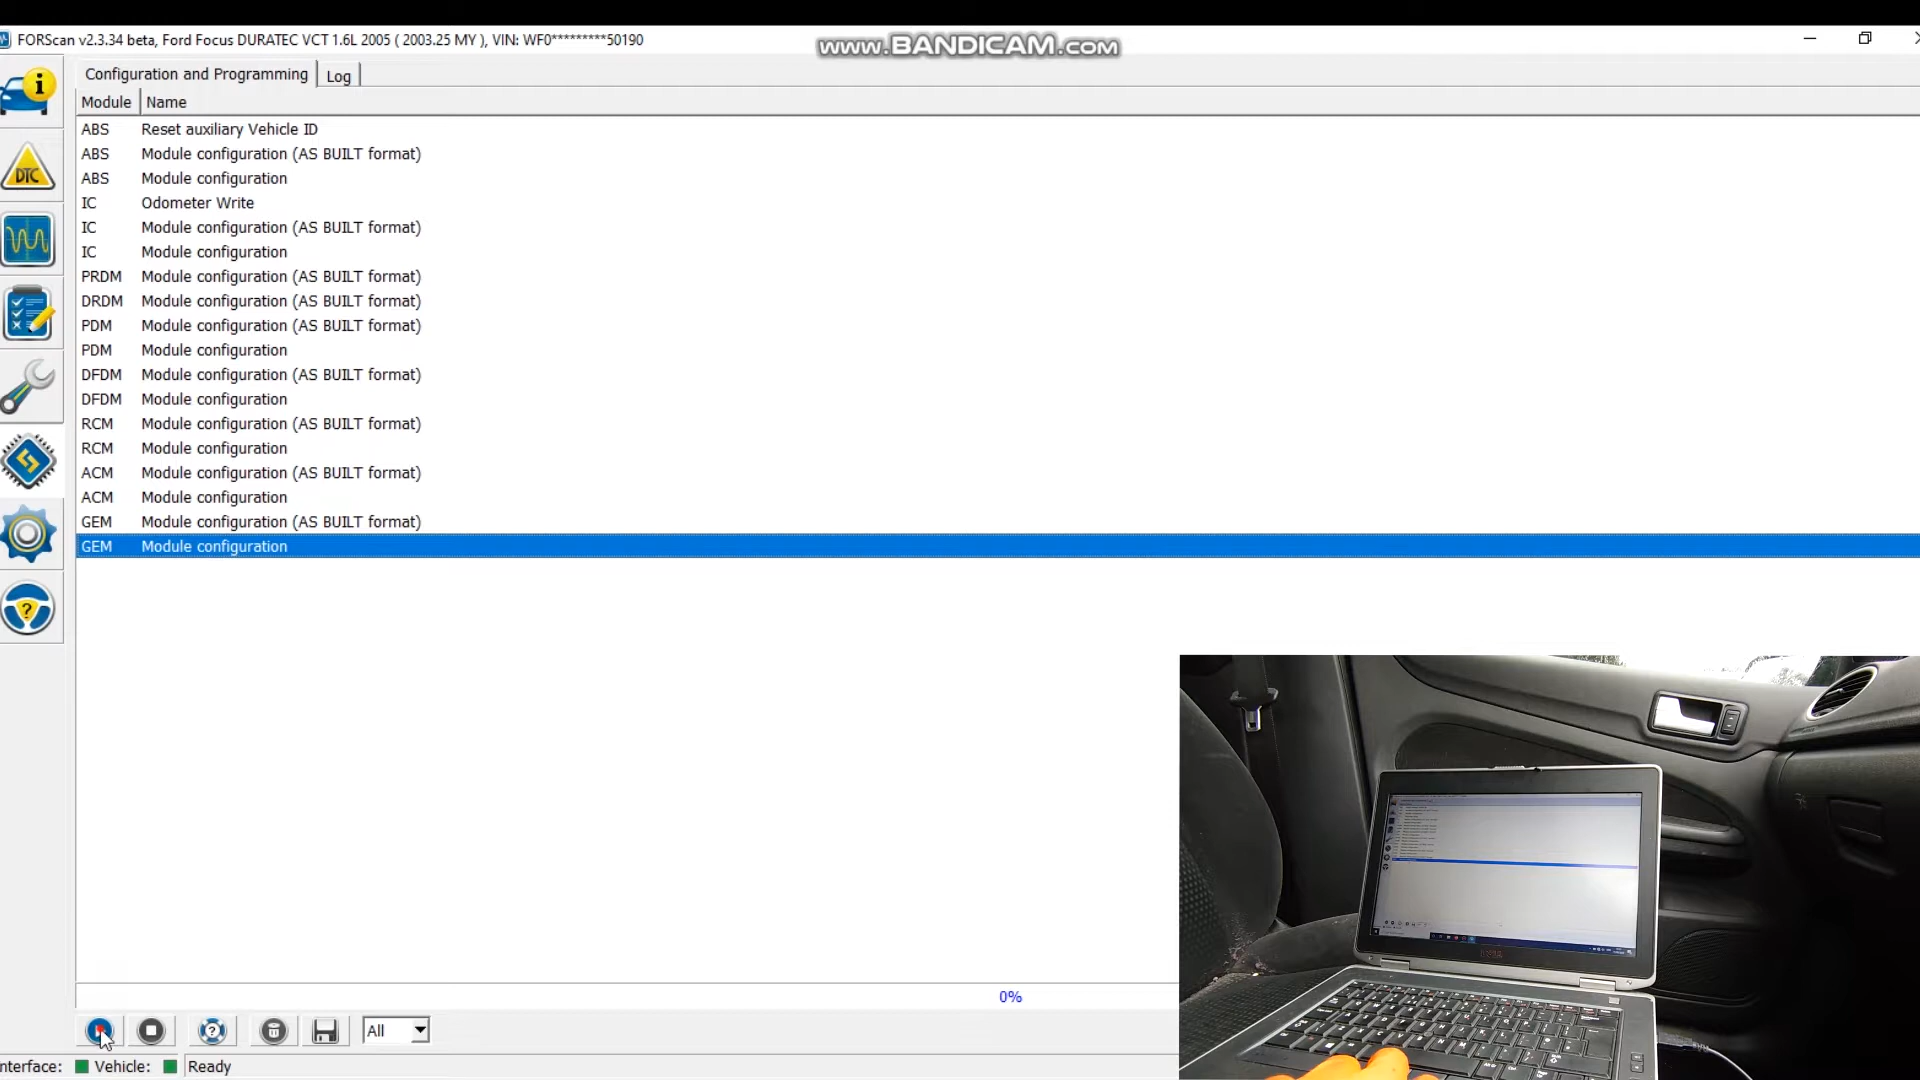 FORScan v2.3.34 beta, Ford Focus DURATEC VCT 1.6L 2005 ( 2003.25 MY ), VIN: WF0*********50190
www.BANDICAM.com
Configuration and Programming Log
Module Name
ABS Reset auxiliary Vehicle ID
ABS Module configuration (AS BUILT format)
ABS Module configuration
IC Odometer Write
IC Module configuration (AS BUILT format)
IC Module configuration
PRDM Module configuration (AS BUILT format)
DRDM Module configuration (AS BUILT format)
PDM Module configuration (AS BUILT format)
PDM Module configuration
DFDM Module configuration (AS BUILT format)
DFDM Module configuration
RCM Module configuration (AS BUILT format)
RCM Module configuration
ACM Module configuration (AS BUILT format)
ACM Module configuration
GEM Module configuration (AS BUILT format)
GEM Module configuration
DTC
0%
All
nterface: Vehicle: Ready